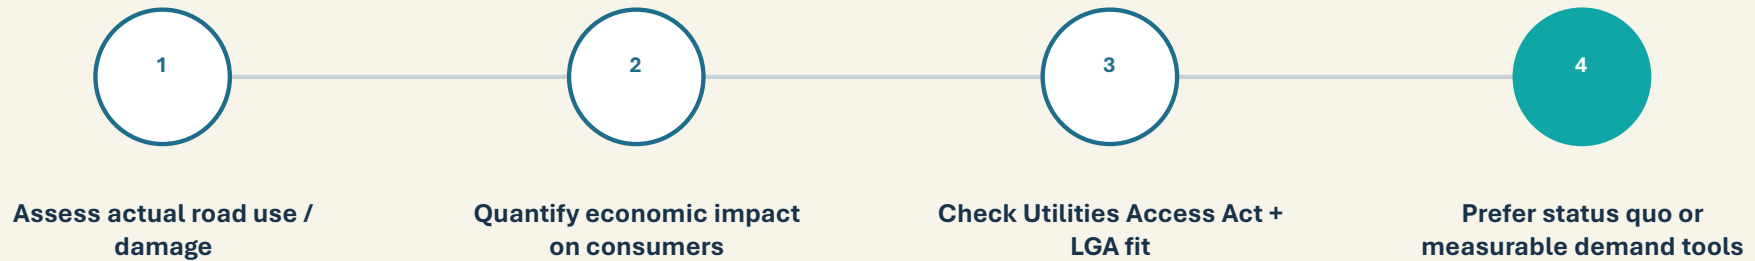 1
2
3
4
Assess actual road use /
damage
Quantify economic impact
on consumers
Check Utilities Access Act +
LGA fit
Prefer status quo or
measurable demand tools